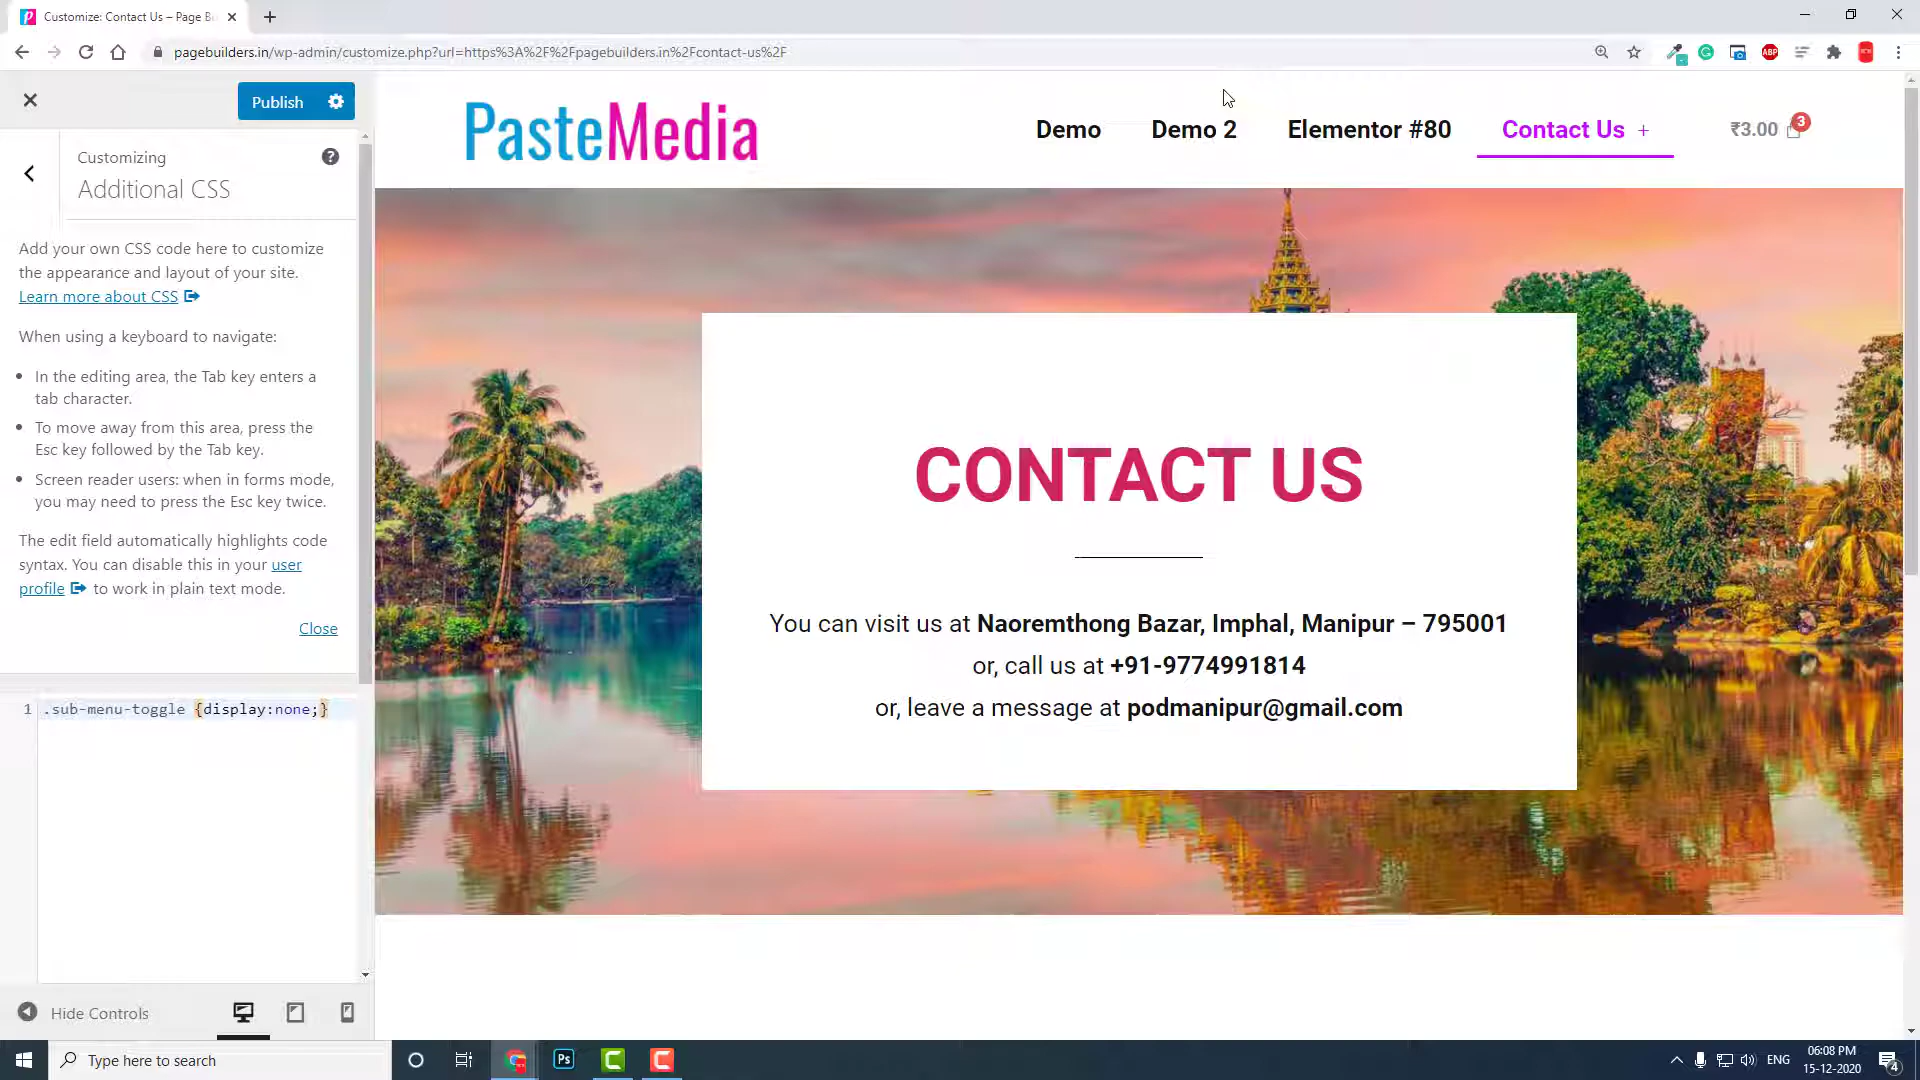 Customize: Contact Us – Page Bu
pagebuilders.in/wp-admin/customize.php?url=https%3A%2F%2Fpagebuilders.in%2Fcontact-us%2F
ABP
Publish
Customizing
Additional CSS
Add your own CSS code here to customize
the appearance and layout of your site.
Learn more about CSS
When using a keyboard to navigate:
In the editing area, the Tab key enters a
tab character.
To move away from this area, press the
Esc key followed by the Tab key.
Screen reader users: when in forms mode,
you may need to press the Esc key twice.
The edit field automatically highlights code
syntax. You can disable this in your user
profile to work in plain text mode.
Close
1 .sub-menu-toggle {display:none;}
Hide Controls
PasteMedia
Demo
Demo 2
Elementor #80
Contact Us +
₹3.00 3
CONTACT US
You can visit us at Naoremthong Bazar, Imphal, Manipur – 795001
or, call us at +91-9774991814
or, leave a message at podmanipur@gmail.com
Type here to search
Ps
ENG
06:08 PM
15-12-2020
4